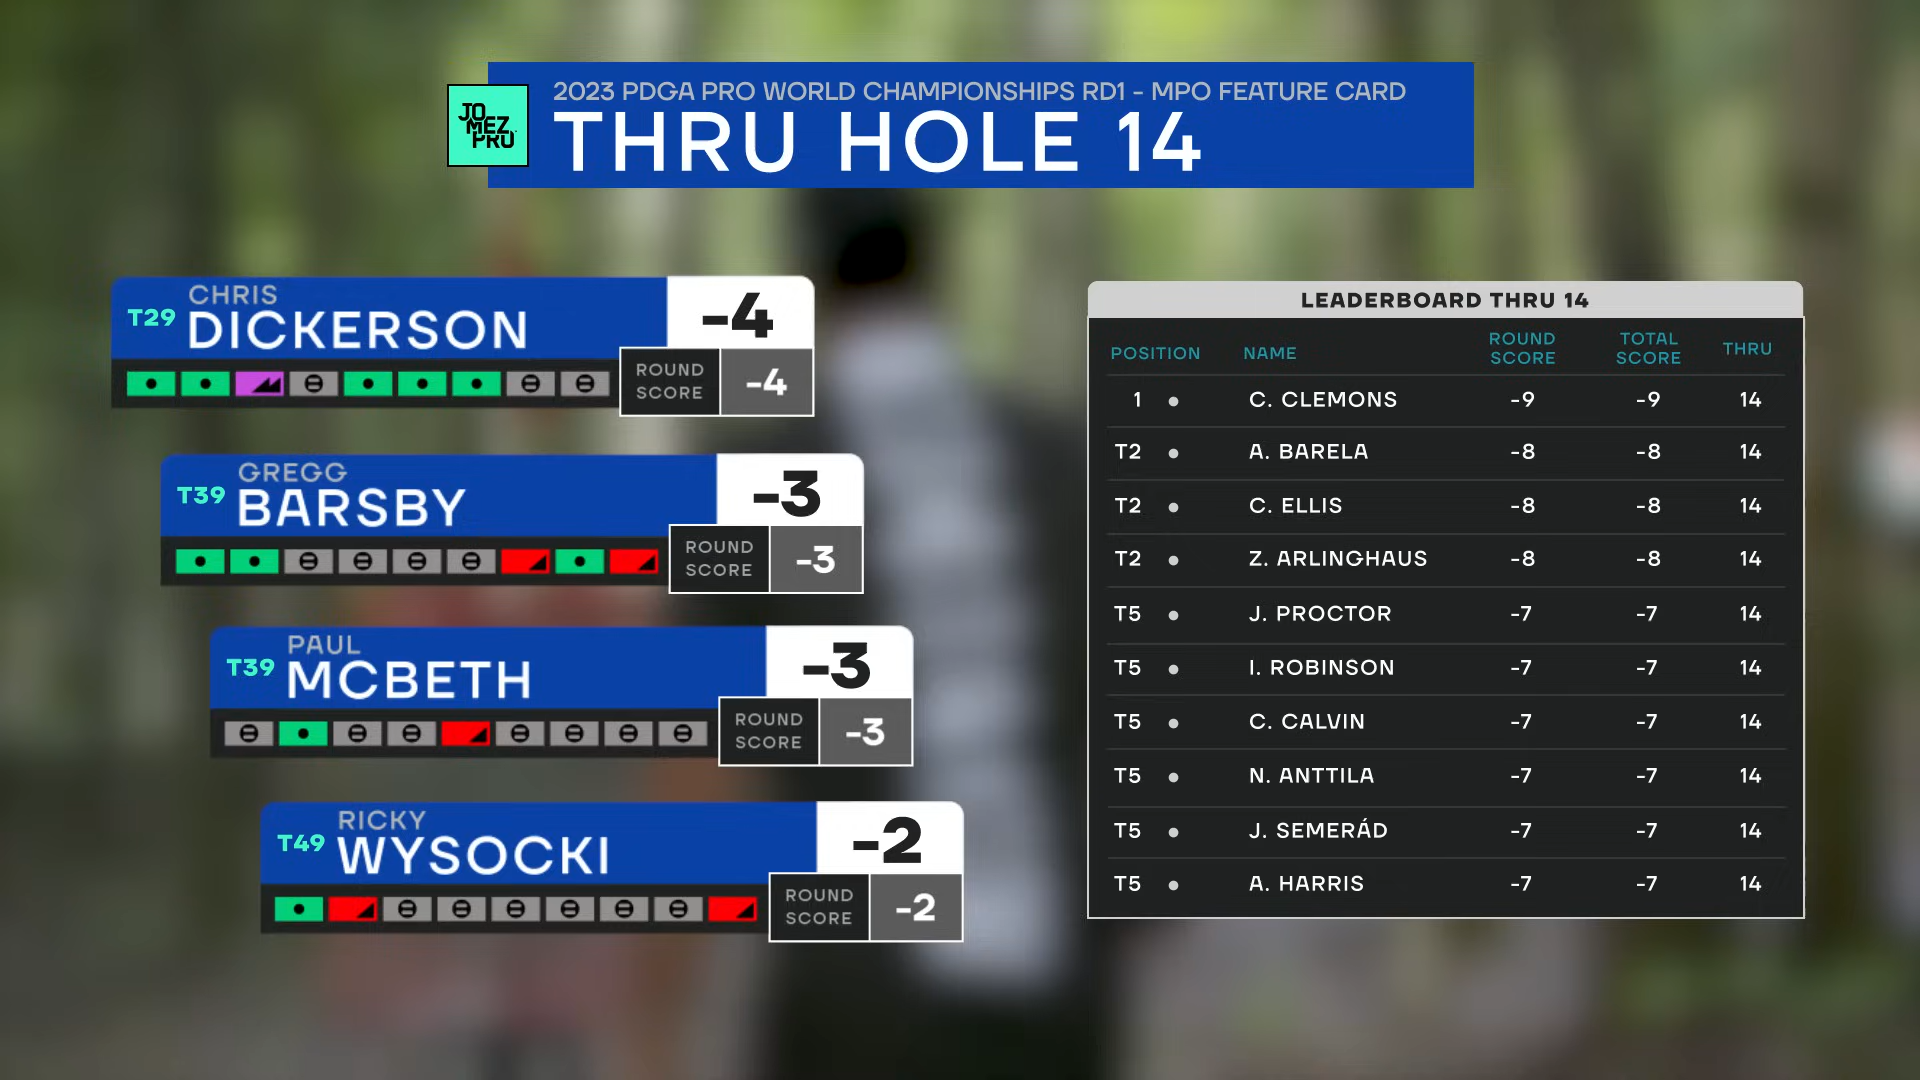 JO
MEZ
PRO
2023 PDGA PRO WORLD CHAMPIONSHIPS RD1 - MPO FEATURE CARD
THRU HOLE 14
T29
CHRIS
DICKERSON
-4
ROUND SCORE
-4
T39
GREGG
BARSBY
-3
ROUND SCORE
-3
T39
PAUL
MCBETH
-3
ROUND SCORE
-3
T49
RICKY
WYSOCKI
-2
ROUND SCORE
-2
LEADERBOARD THRU 14
POSITION NAME ROUND SCORE TOTAL SCORE THRU
1 C. CLEMONS -9 -9 14
T2 A. BARELA -8 -8 14
T2 C. ELLIS -8 -8 14
T2 Z. ARLINGHAUS -8 -8 14
T5 J. PROCTOR -7 -7 14
T5 I. ROBINSON -7 -7 14
T5 C. CALVIN -7 -7 14
T5 N. ANTTILA -7 -7 14
T5 J. SEMERÁD -7 -7 14
T5 A. HARRIS -7 -7 14